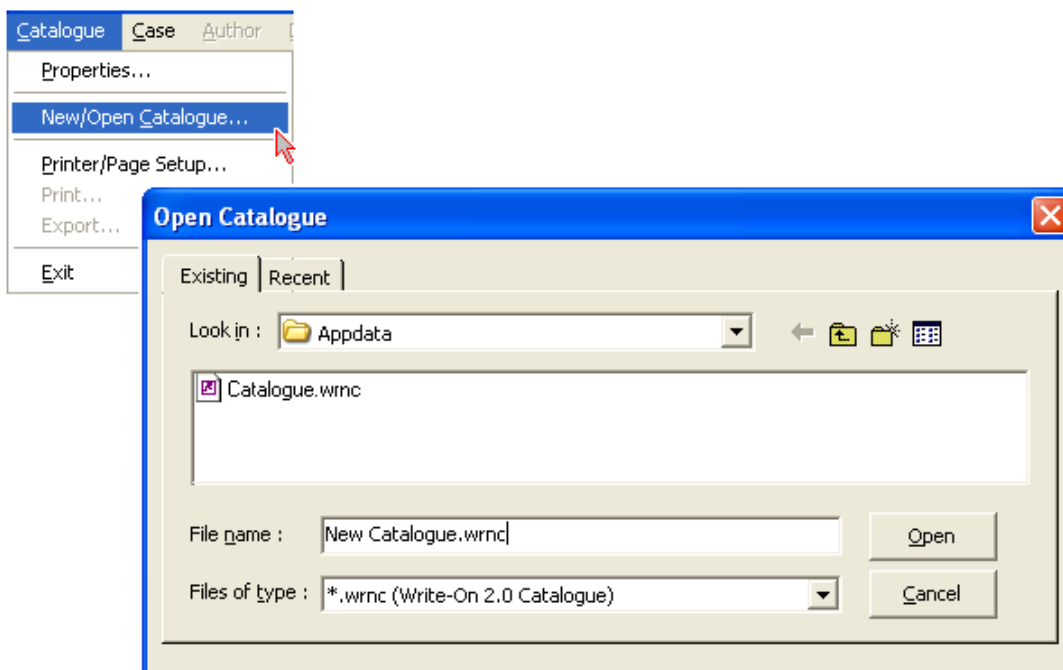 Catalogue Case Author
Properties...
New/Open Catalogue...
Printer/Page Setup...
Print...
Export...
Exit
Open Catalogue
Existing Recent
Look in : Appdata
Catalogue.wrnc
File name : New Catalogue.wrnc Open
Files of type : *.wrnc (Write-On 2.0 Catalogue) Cancel